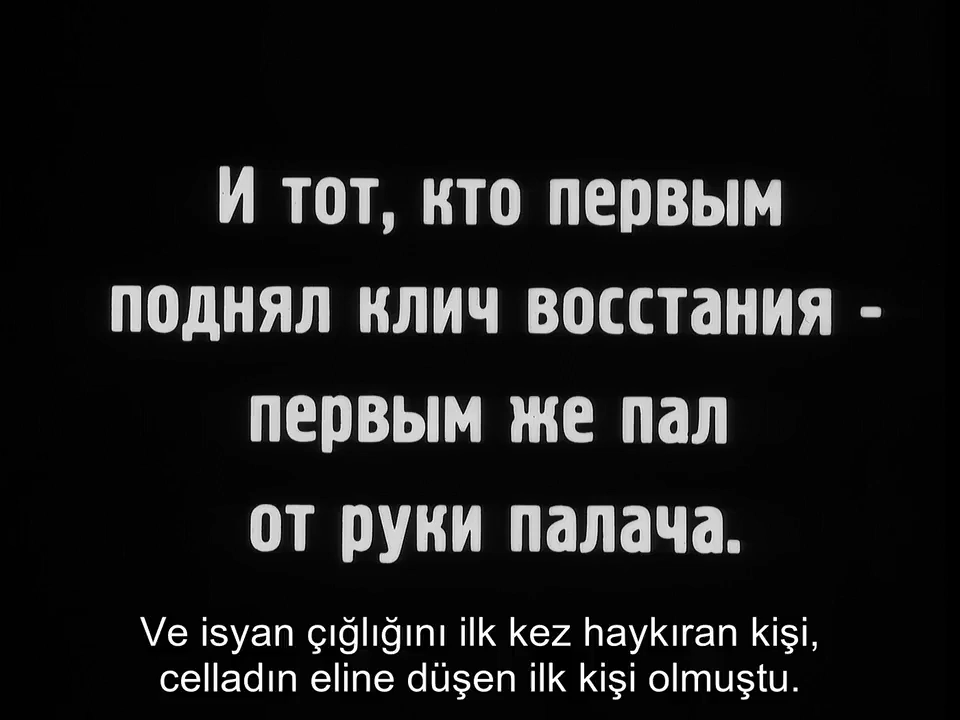 И тот, кто первым
поднял клич восстания -
первым же пал
от руки палача.
Ve isyan çığlığını ilk kez haykıran kişi,
celladın eline düşen ilk kişi olmuştu.